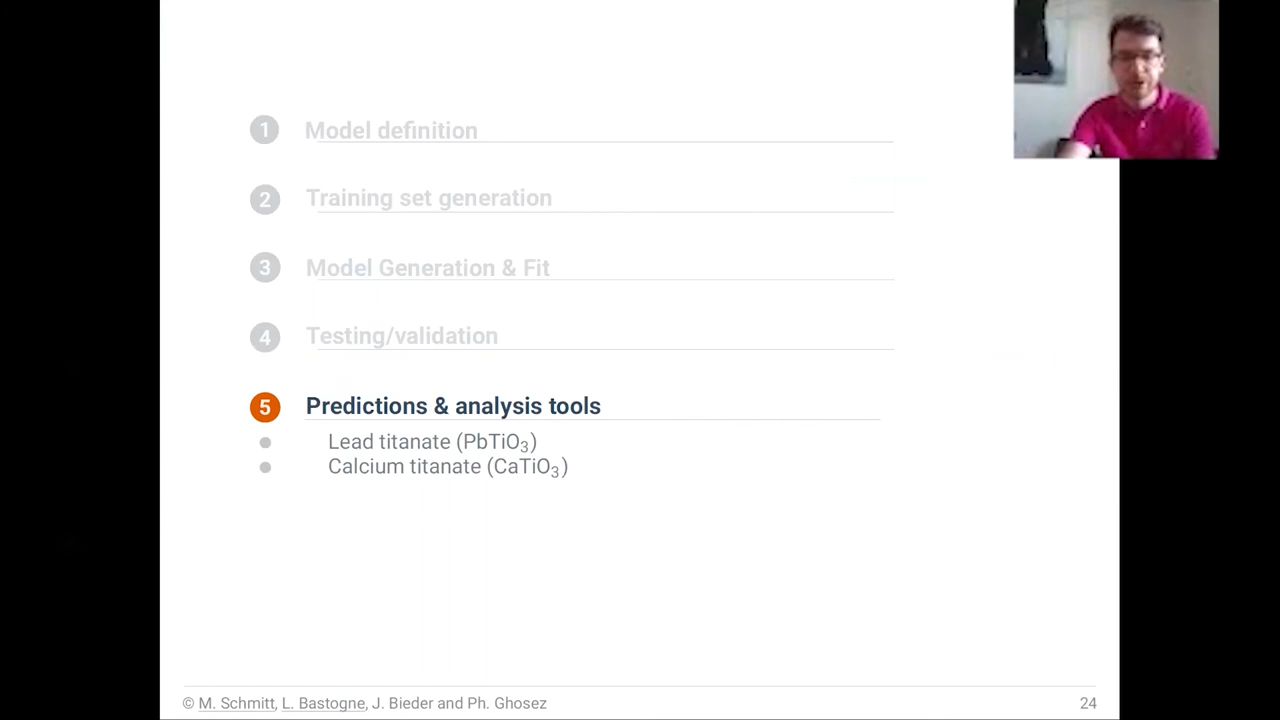 1 Model definition
2 Training set generation
3 Model Generation & Fit
4 Testing/validation
5 Predictions & analysis tools
● Lead titanate (PbTiO₃)
● Calcium titanate (CaTiO₃)
© M. Schmitt, L. Bastogne, J. Bieder and Ph. Ghosez 24